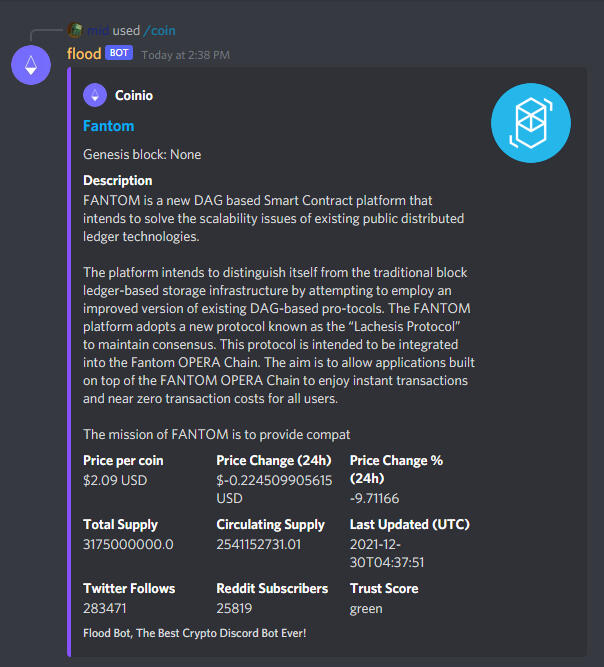 mid used /coin
flood BOT Today at 2:38 PM
Coinio
Fantom
Genesis block: None
Description
FANTOM is a new DAG based Smart Contract platform that
intends to solve the scalability issues of existing public distributed
ledger technologies.
The platform intends to distinguish itself from the traditional block
ledger-based storage infrastructure by attempting to employ an
improved version of existing DAG-based pro-tocols. The FANTOM
platform adopts a new protocol known as the “Lachesis Protocol”
to maintain consensus. This protocol is intended to be integrated
into the Fantom OPERA Chain. The aim is to allow applications built
on top of the FANTOM OPERA Chain to enjoy instant transactions
and near zero transaction costs for all users.
The mission of FANTOM is to provide compat
Price per coin
$2.09 USD
Price Change (24h)
$-0.224509905615
USD
Price Change %
(24h)
-9.71166
Total Supply
3175000000.0
Circulating Supply
2541152731.01
Last Updated (UTC)
2021-12-
30T04:37:51
Twitter Follows
283471
Reddit Subscribers
25819
Trust Score
green
Flood Bot, The Best Crypto Discord Bot Ever!